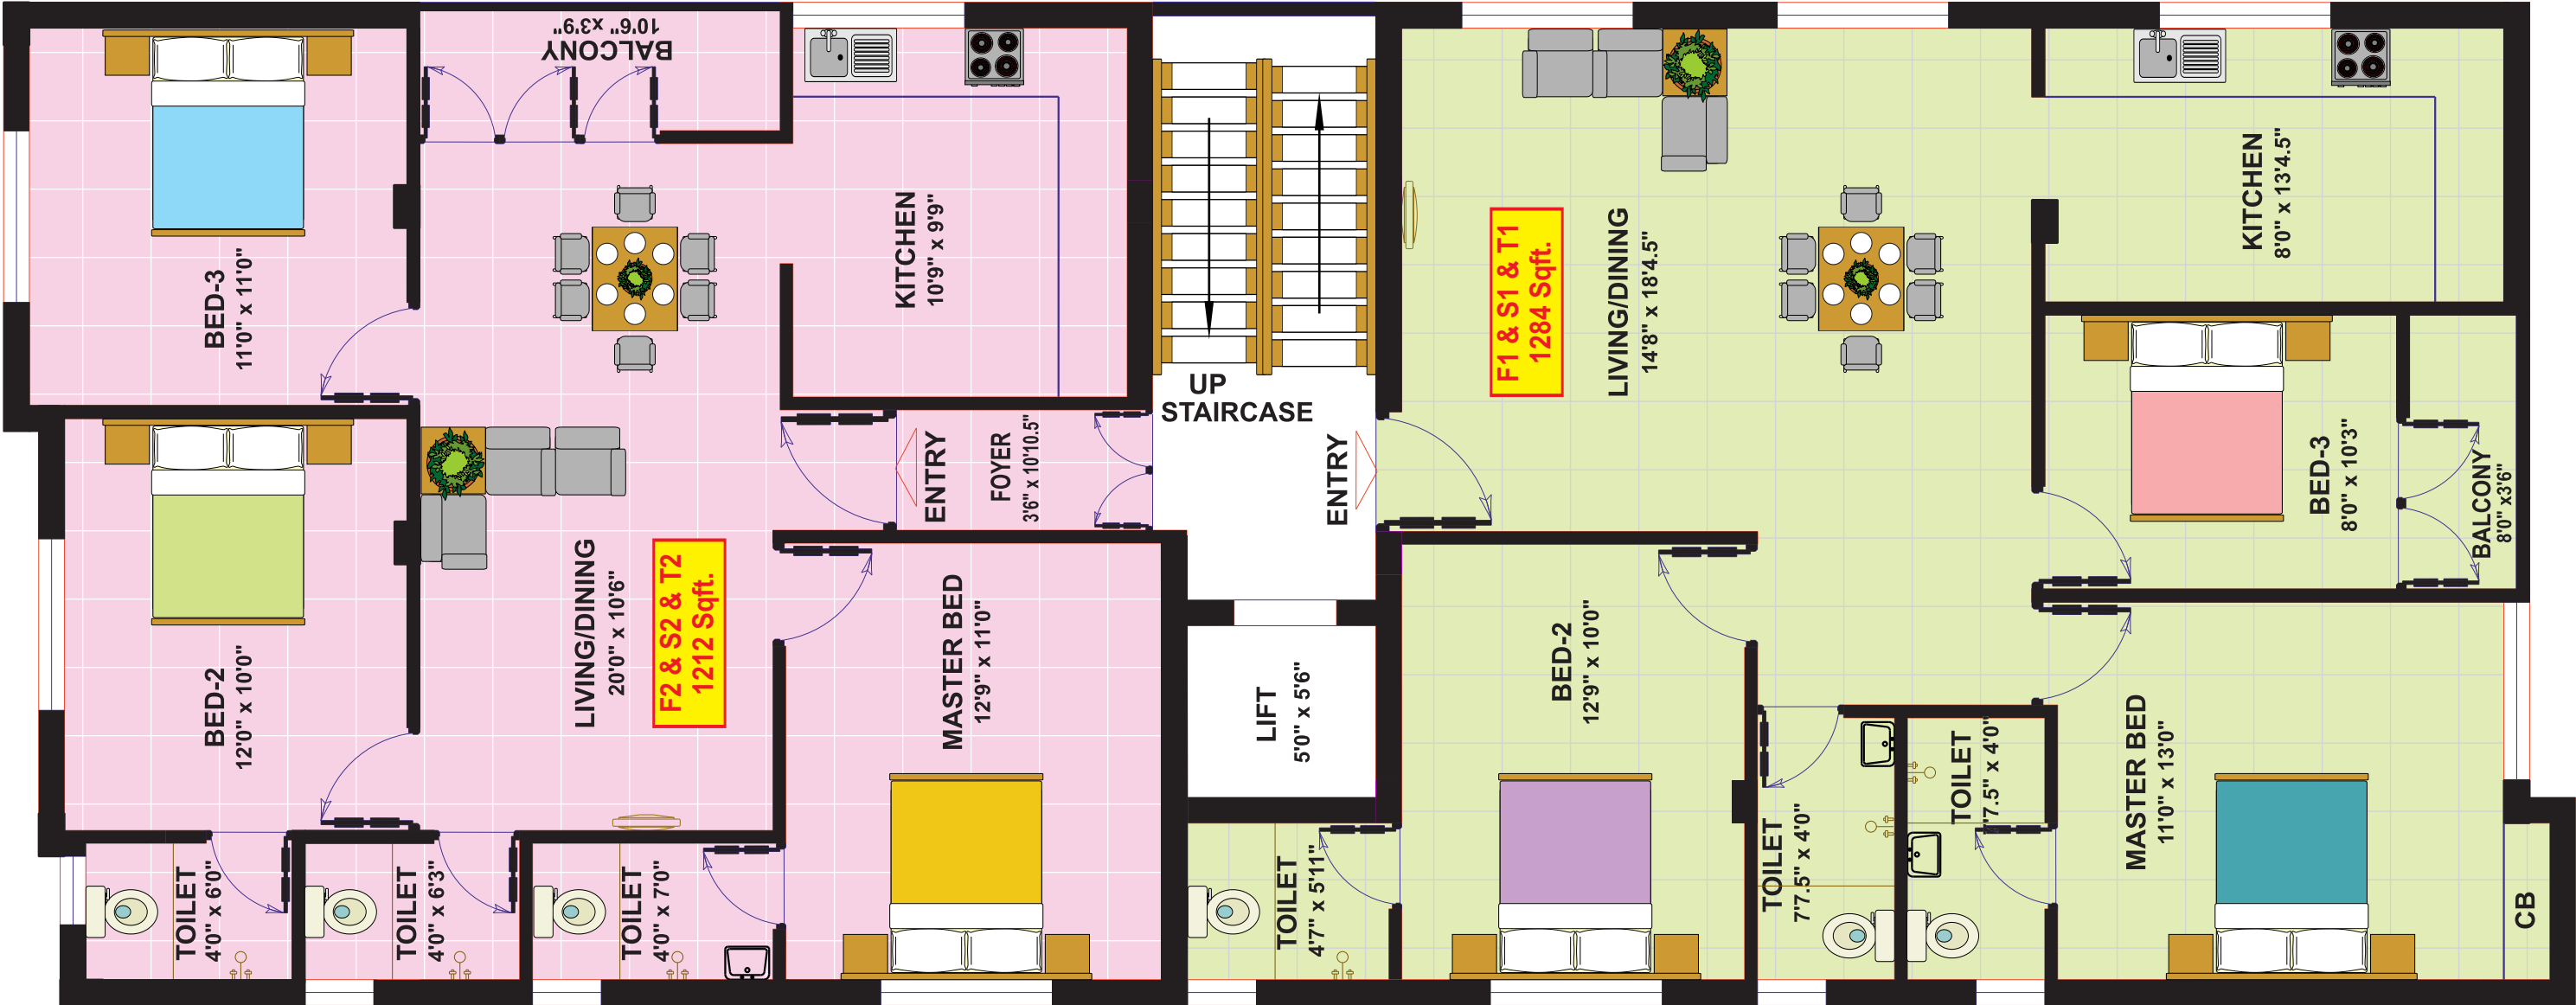 BALCONY
10'6" x3'9"
BED-3
11'0" x 11'0"
KITCHEN
10'9" x 9'9"
UP
STAIRCASE
ENTRY
FOYER
3'6" x 10'10.5"
ENTRY
BED-2
12'0" x 10'0"
LIVING/DINING
20'0" x 10'6"
F2 & S2 & T2
1212 Sqft.
MASTER BED
12'9" x 11'0"
TOILET
4'0" x 6'0"
TOILET
4'0" x 6'3"
TOILET
4'0" x 7'0"
LIFT
5'0" x 5'6"
F1 & S1 & T1
1284 Sqft.
LIVING/DINING
14'8" x 18'4.5"
KITCHEN
8'0" x 13'4.5"
BED-3
8'0" x 10'3"
BALCONY
8'0" x3'6"
BED-2
12'9" x 10'0"
TOILET
4'7" x 5'11"
TOILET
7'7.5" x 4'0"
TOILET
7'7.5" x 4'0"
MASTER BED
11'0" x 13'0"
CB